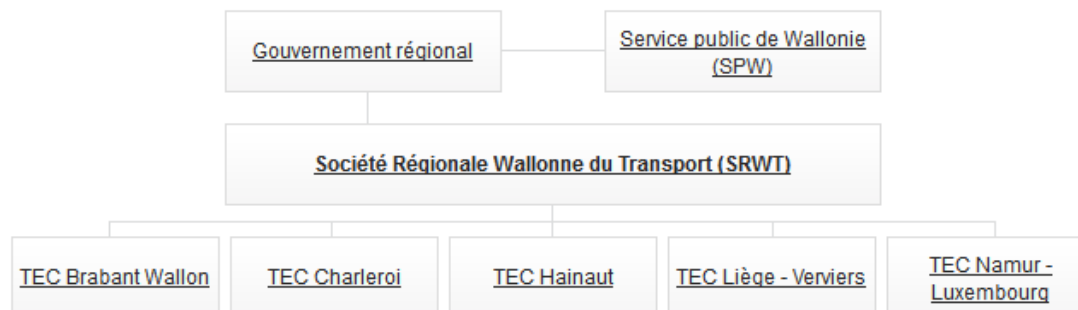 Gouvernement régional
Service public de Wallonie
(SPW)
Société Régionale Wallonne du Transport (SRWT)
TEC Brabant Wallon
TEC Charleroi
TEC Hainaut
TEC Liège - Verviers
TEC Namur -
Luxembourg